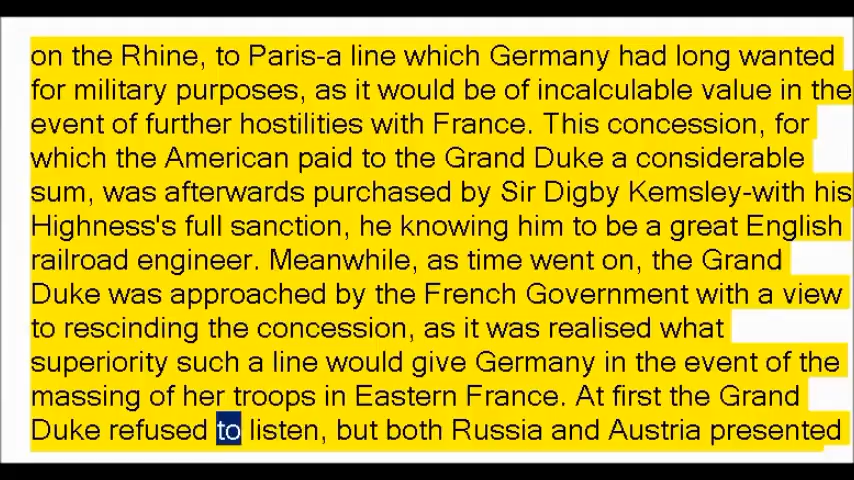 on the Rhine, to Paris-a line which Germany had long wanted
for military purposes, as it would be of incalculable value in the
event of further hostilities with France. This concession, for
which the American paid to the Grand Duke a considerable
sum, was afterwards purchased by Sir Digby Kemsley-with his
Highness's full sanction, he knowing him to be a great English
railroad engineer. Meanwhile, as time went on, the Grand
Duke was approached by the French Government with a view
to rescinding the concession, as it was realised what
superiority such a line would give Germany in the event of the
massing of her troops in Eastern France. At first the Grand
Duke refused to listen, but both Russia and Austria presented